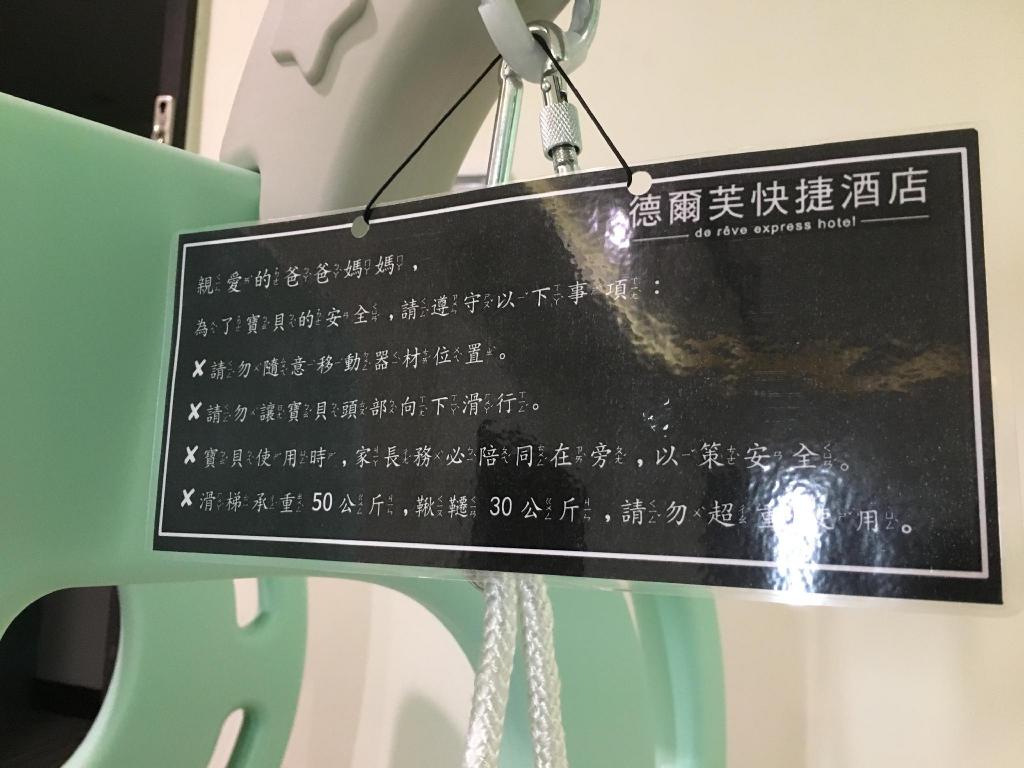 德爾芙快捷酒店
de rêve express hotel
親愛的爸爸媽媽，
為了寶貝的安全，請遵守以下事項：
✘請勿隨意移動器材位置。
✘請勿讓寶貝頭部向下滑行。
✘寶貝使用時，家長務必陪同在旁，以策安全。
✘滑梯承重 50 公斤，鞦韆 30 公斤，請勿超重使用。